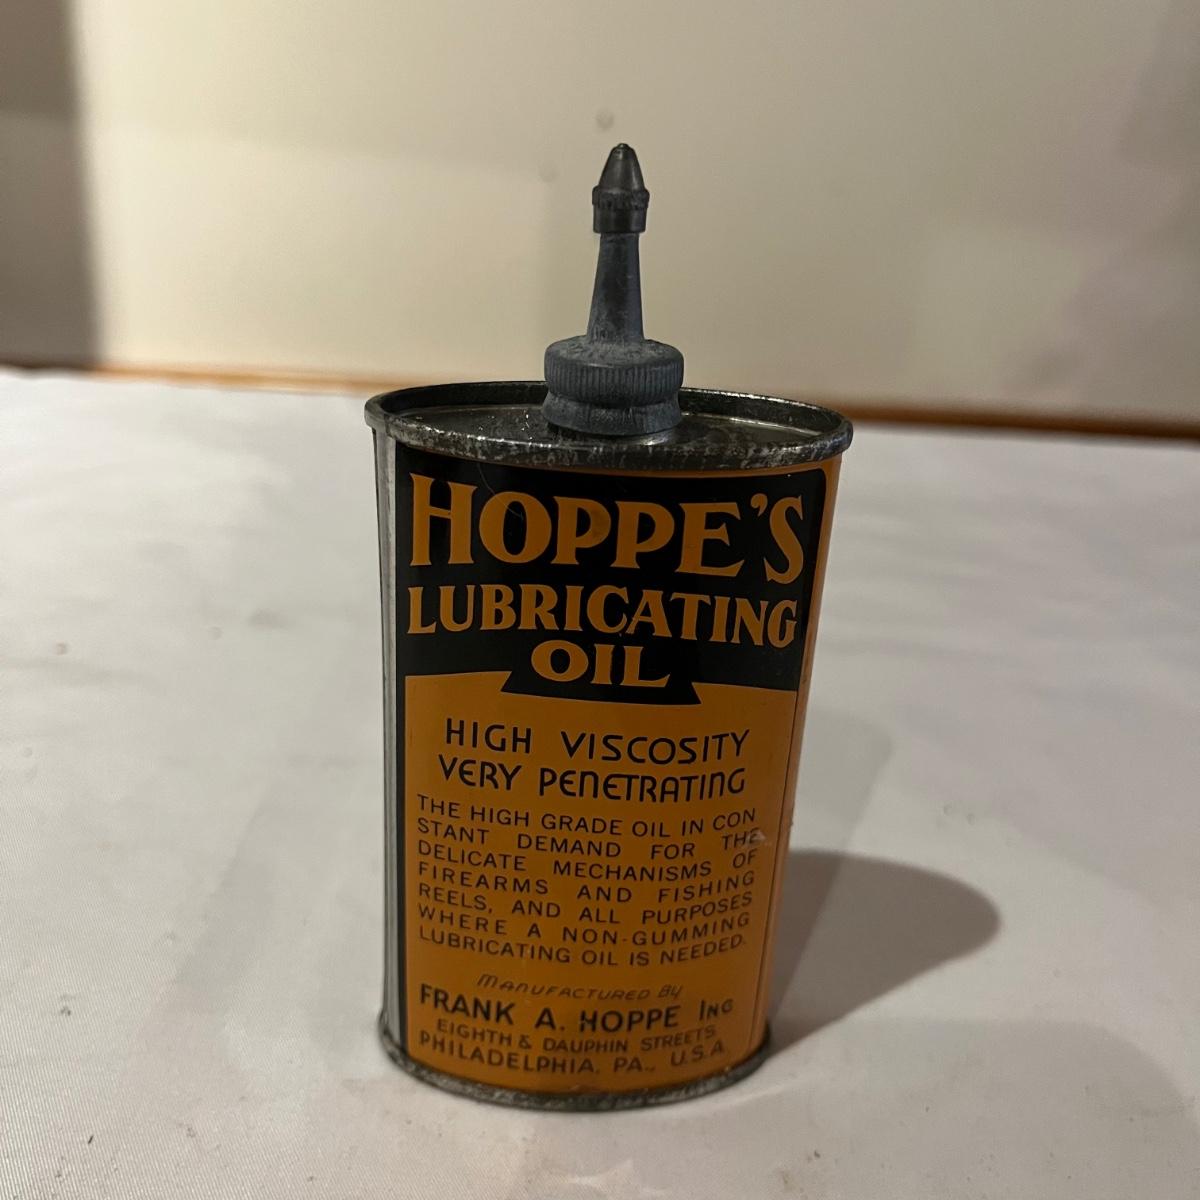 HOPPE'S
LUBRICATING
OIL
HIGH VISCOSITY
VERY PENETRATING
THE HIGH GRADE OIL IN CON
STANT DEMAND FOR THE
DELICATE MECHANISMS OF
FIREARMS AND FISHING
REELS, AND ALL PURPOSES
WHERE A NON-GUMMING
LUBRICATING OIL IS NEEDED.
MANUFACTURED BY
FRANK A. HOPPE INC
EIGHTH & DAUPHIN STREETS
PHILADELPHIA, PA., U.S.A.